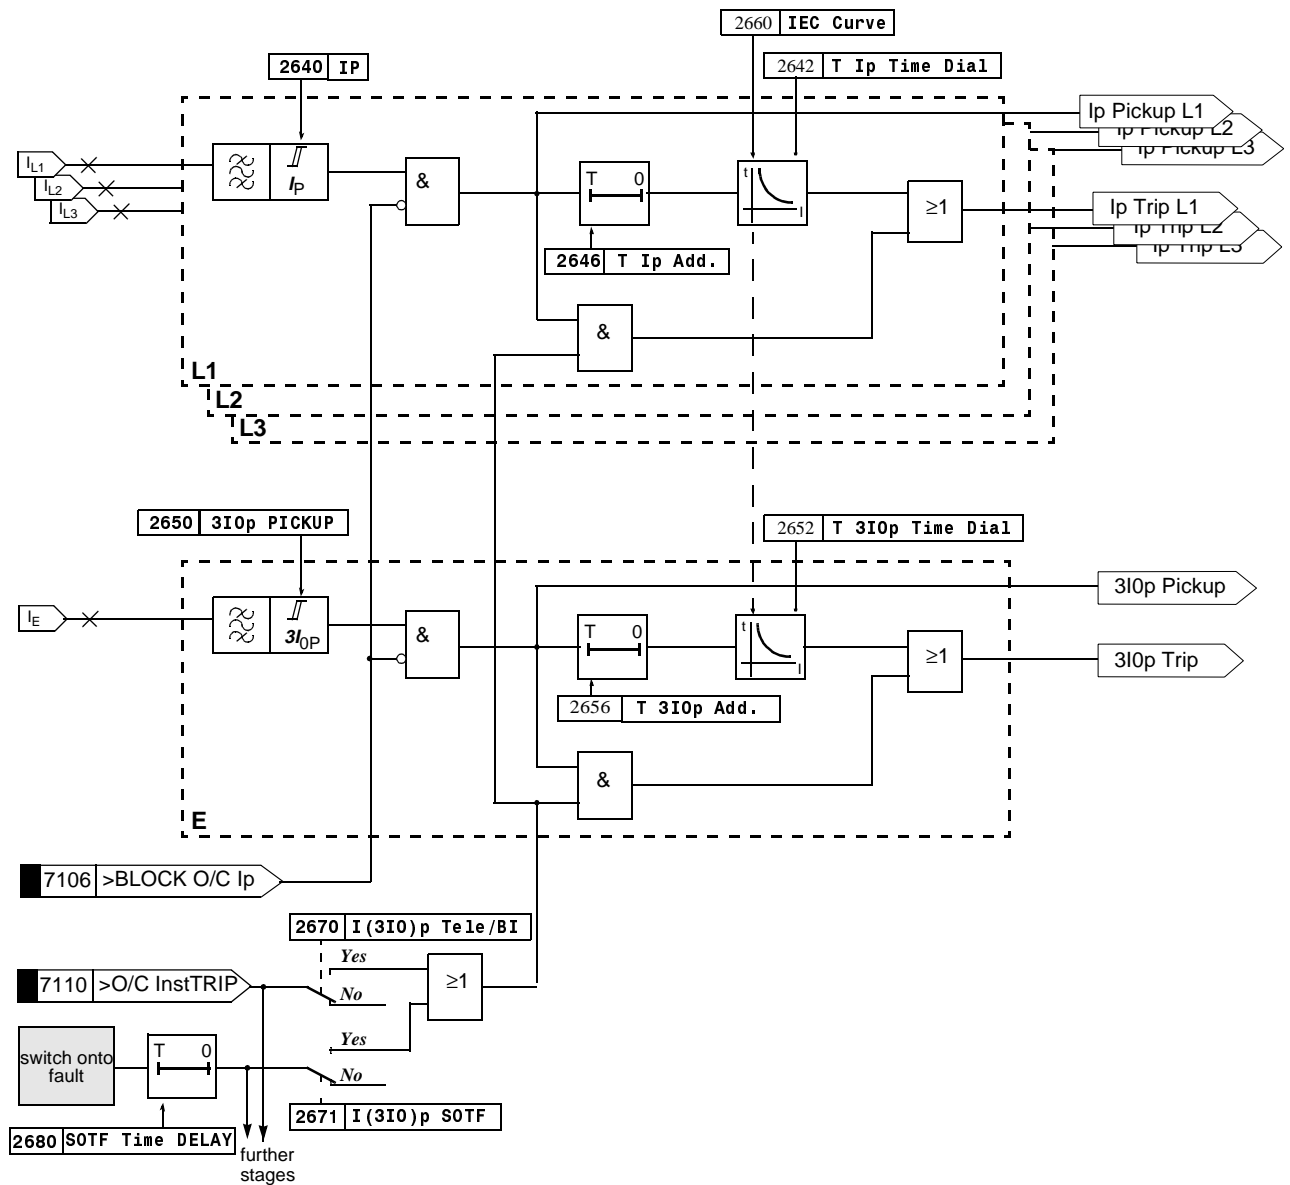 2660 IEC Curve
2640 IP
2642 T Ip Time Dial
Ip Pickup L1
Ip Pickup L2
Ip Pickup L3
IL1
IL2
IL3
IP
&
T 0
t
I
≥1
Ip Trip L1
Ip Trip L2
Ip Trip L3
2646 T Ip Add.
&
L1
L2
L3
2650 3I0p PICKUP
2652 T 3I0p Time Dial
3I0p Pickup
IE
3I0P
&
T 0
t
I
≥1
3I0p Trip
2656 T 3I0p Add.
&
E
7106 >BLOCK O/C Ip
2670 I(3I0)p Tele/BI
Yes
7110 >O/C InstTRIP
No
≥1
Yes
switch onto
fault
T 0
No
2671 I(3I0)p SOTF
2680 SOTF Time DELAY
further
stages